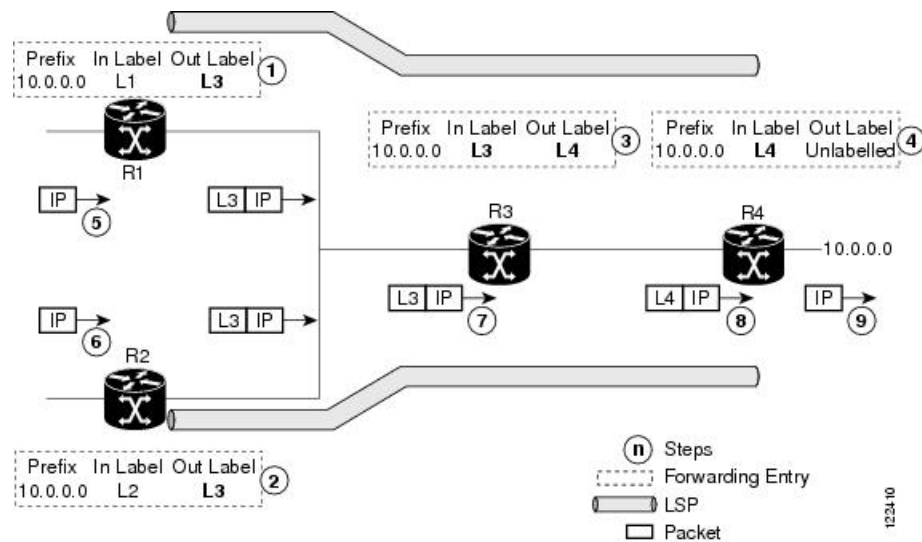 Prefix In Label Out Label
10.0.0.0 L1 L3
1
R1
Prefix In Label Out Label
10.0.0.0 L3 L4
3
Prefix In Label Out Label
10.0.0.0 L4 Unlabelled
4
IP
5
L3 IP
R3
R4
10.0.0.0
IP
6
L3 IP
L3 IP
7
L4 IP
8
IP
9
R2
Prefix In Label Out Label
10.0.0.0 L2 L3
2
n Steps
Forwarding Entry
LSP
Packet
122410